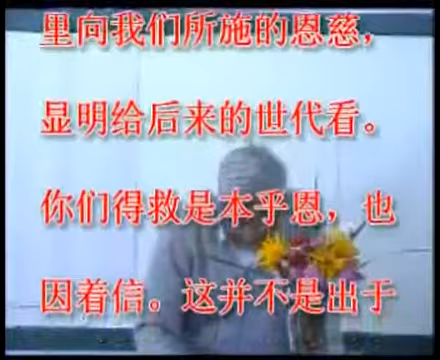 里向我们所施的恩慈，
显明给后来的世代看。
你们得救是本乎恩，也
因着信。这并不是出于